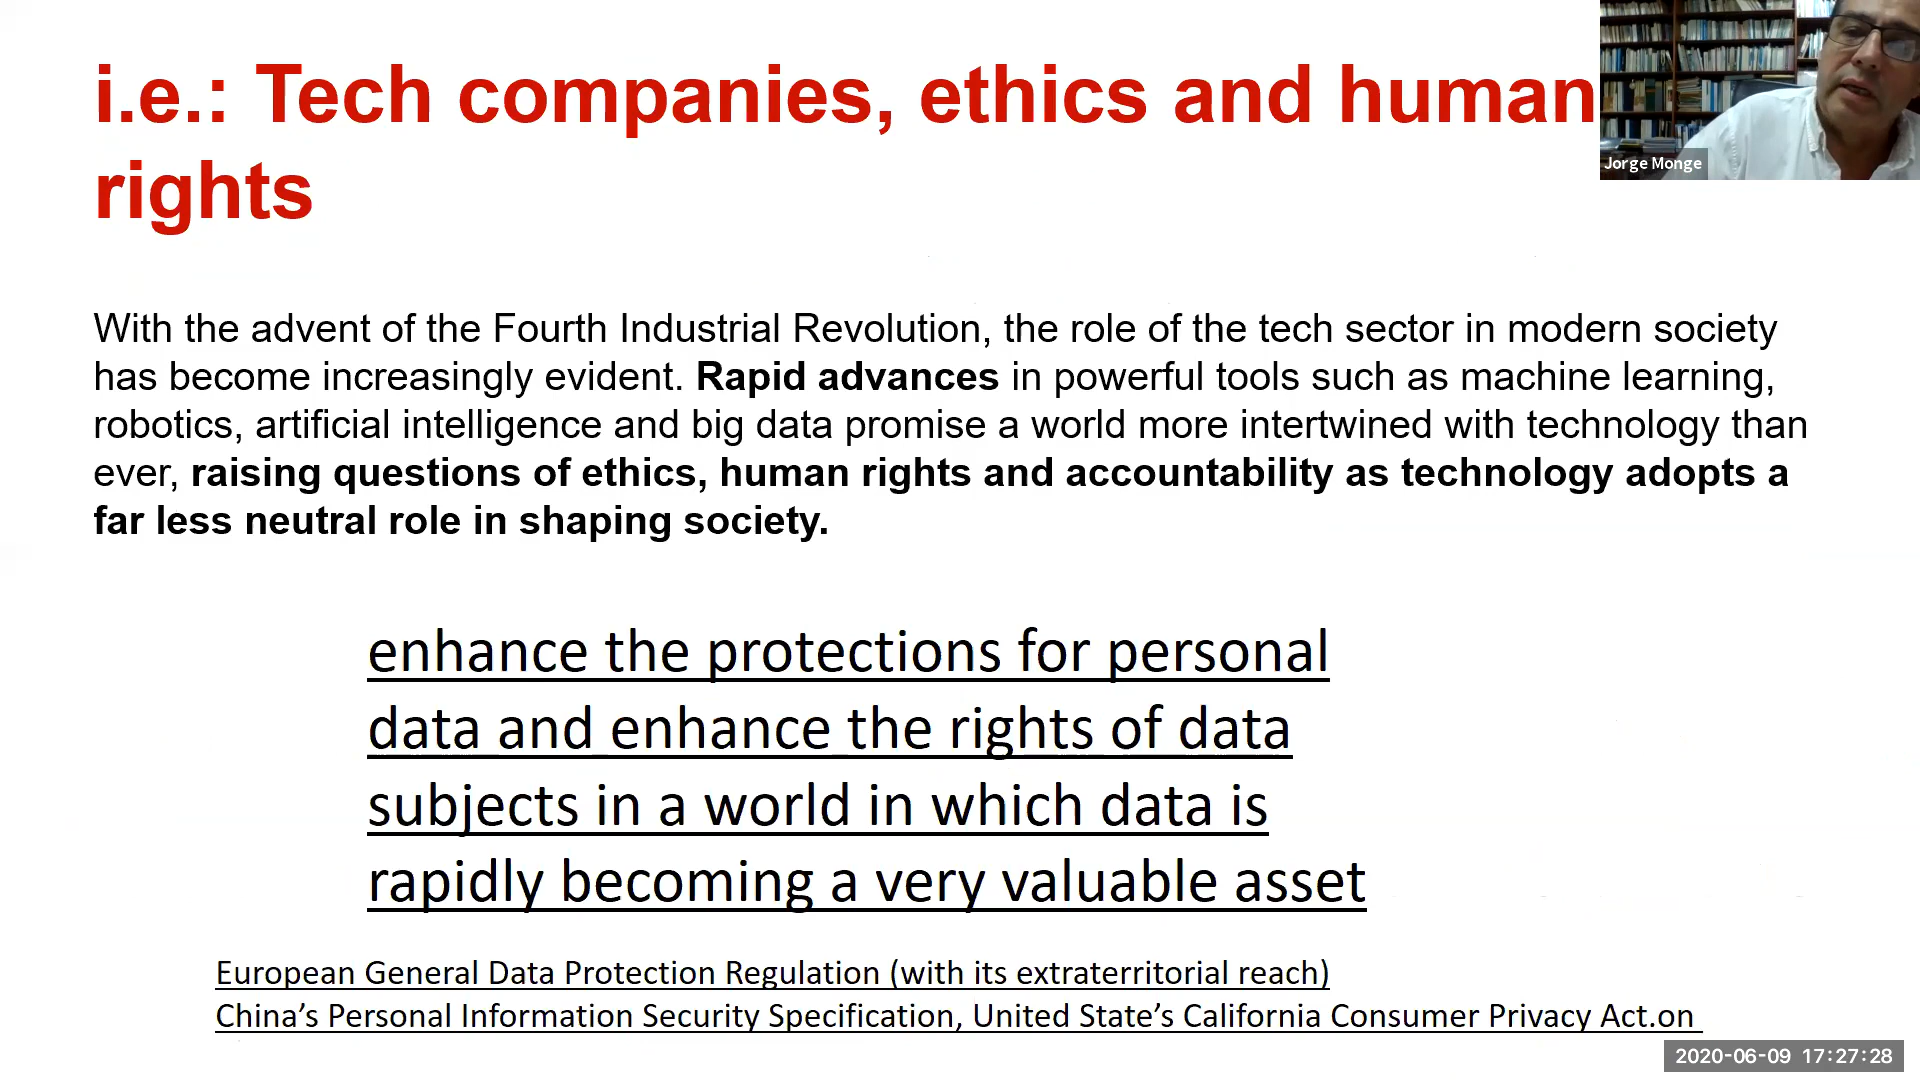 i.e.: Tech companies, ethics and human
rights
Jorge Monge
With the advent of the Fourth Industrial Revolution, the role of the tech sector in modern society
has become increasingly evident. Rapid advances in powerful tools such as machine learning,
robotics, artificial intelligence and big data promise a world more intertwined with technology than
ever, raising questions of ethics, human rights and accountability as technology adopts a
far less neutral role in shaping society.
enhance the protections for personal
data and enhance the rights of data
subjects in a world in which data is
rapidly becoming a very valuable asset
European General Data Protection Regulation (with its extraterritorial reach)
China’s Personal Information Security Specification, United State’s California Consumer Privacy Act.on
2020-06-09 17:27:28